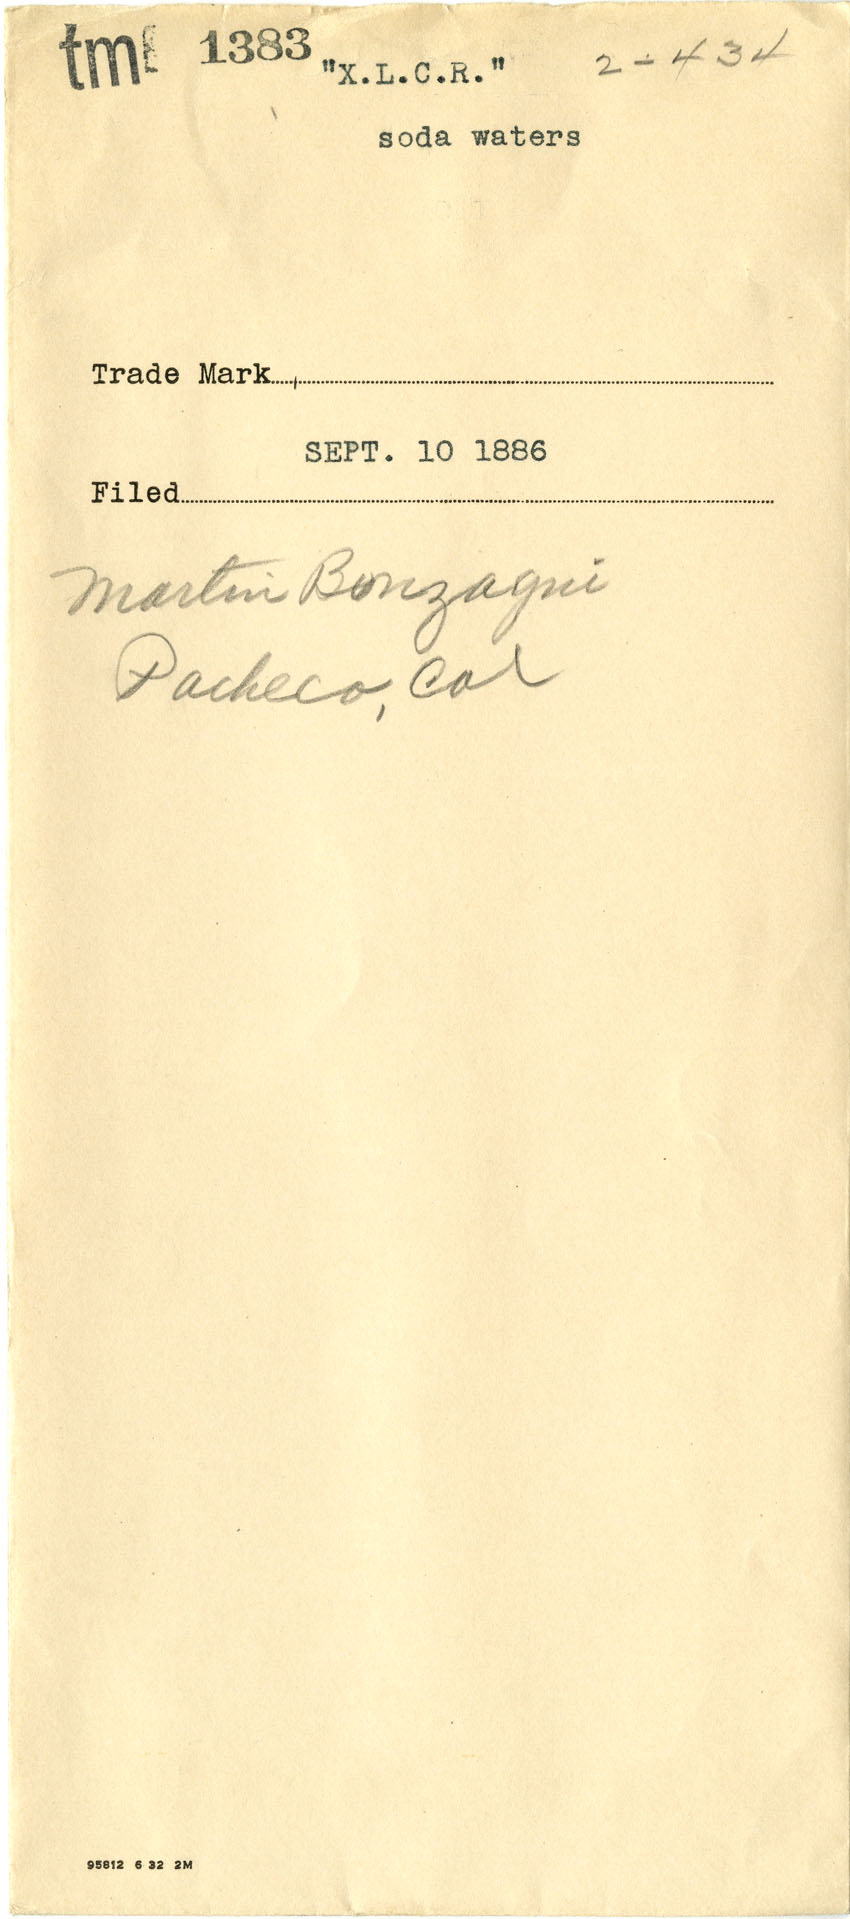 tm 1383 "X.L.C.R." 2-434
soda waters
Trade Mark
SEPT. 10 1886
Filed
Martin Bonzagni
Pacheco, Cal
95812 6 32 2M